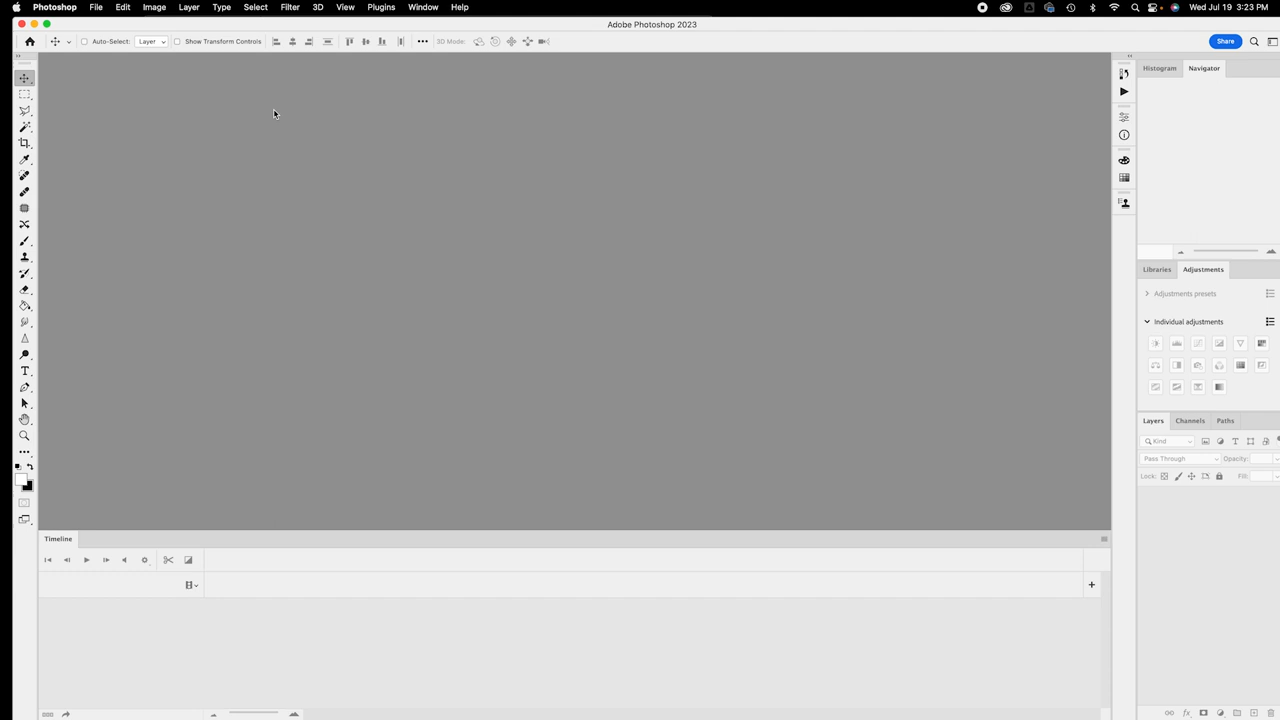 Photoshop File Edit Image Layer Type Select Filter 3D View Plugins Window Help Wed Jul 19 3:23 PM
Adobe Photoshop 2023
Auto-Select: Layer Show Transform Controls 3D Mode: Share
Histogram Navigator
Libraries Adjustments
Adjustments presets
Individual adjustments
Layers Channels Paths
Kind
Pass Through Opacity:
Lock: Fill:
Timeline